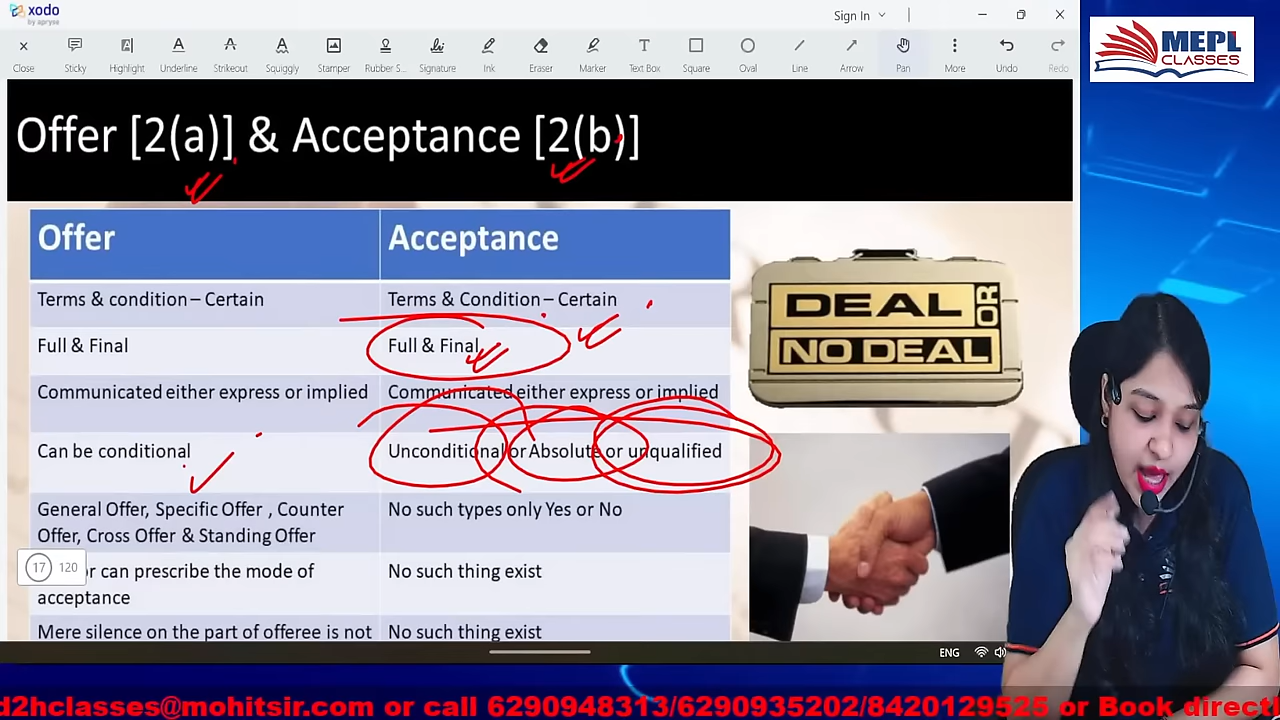 xodo
by apryse
Sign In
Close Sticky Highlight Underline Strikeout Squiggly Stamper Rubber Signature Ink Eraser Marker Text Box Square Oval Line Arrow Pan More Undo Redo
MEPL
CLASSES
Offer [2(a)] & Acceptance [2(b)]
Offer Acceptance
Terms & condition – Certain Terms & Condition – Certain
Full & Final Full & Final
Communicated either express or implied Communicated either express or implied
Can be conditional Unconditional or Absolute or unqualified
General Offer, Specific Offer , Counter No such types only Yes or No
Offer, Cross Offer & Standing Offer
r can prescribe the mode of No such thing exist
acceptance
Mere silence on the part of offeree is not No such thing exist
17 120
DEAL OR
NO DEAL
ENG
d2hclasses@mohitsir.com or call 6290948313/6290935202/8420129525 or Book direct